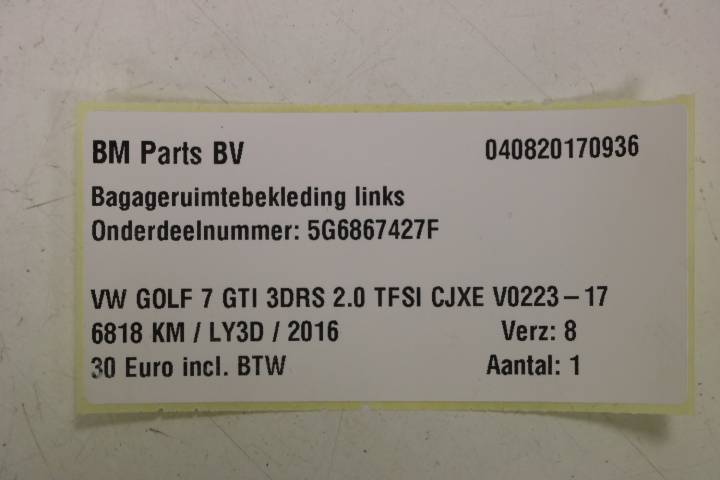 BM Parts BV 040820170936
Bagageruimtebekleding links
Onderdeelnummer: 5G6867427F
VW GOLF 7 GTI 3DRS 2.0 TFSI CJXE V0223-17
6818 KM / LY3D / 2016 Verz: 8
30 Euro incl. BTW Aantal: 1